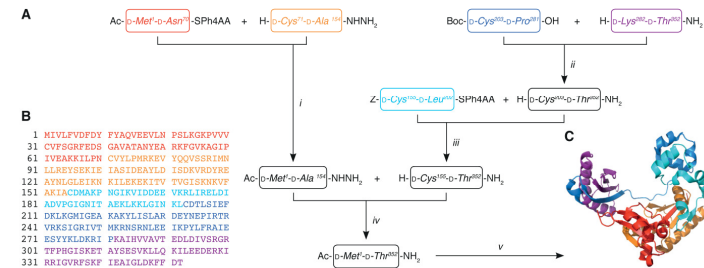 A
Ac-D-Met¹-D-Asn⁷⁰-SPh4AA + H-D-Cys⁷¹-D-Ala¹⁵⁴-NHNH₂ Boc-D-Cys²⁰³-D-Pro²⁸¹-OH + H-D-Lys²⁸²-D-Thr³⁵²-NH₂
i
ii
Z-D-Cys¹⁵⁵-D-Leu²⁰²-SPh4AA + H-D-Cys²⁰³-D-Thr³⁵²-NH₂
iii
Ac-D-Met¹-D-Ala¹⁵⁴-NHNH₂ + H-D-Cys¹⁵⁵-D-Thr³⁵²-NH₂
iv
Ac-D-Met¹-D-Thr³⁵²-NH₂
v
B
1 MIVLFVDFDY FYAQVEEVLN PSLKGKPVVV
31 CVFSGRFEDS GAVATANYEA RKFGVKAGIP
61 IVEAKKILPN CVYLPMRKEV YQQVSSRIMN
91 LLREYSEKIE IASIDEAYLD ISDKVRDYRE
121 AYNLGLEIKN KILEKEKITV TVGISKNKVF
151 AKIACDMAKP NGIKVIDDEE VKRLIRELDI
181 ADVPGIGNIT AEKLKKLGIN KLCDTLSIEF
211 DKLKGMIGEA KAKYLISLAR DEYNEPIRTR
241 VRKSIGRIVT MKRNSRNLEE IKPYLFRAIE
271 ESYYKLDKRI PKAIHVVAVT EDLDIVSRGR
301 TFPHGISKET AYSESVKLLQ KILEEDERKI
331 RRIGVRFSKF IEAIGLDKFF DT
C